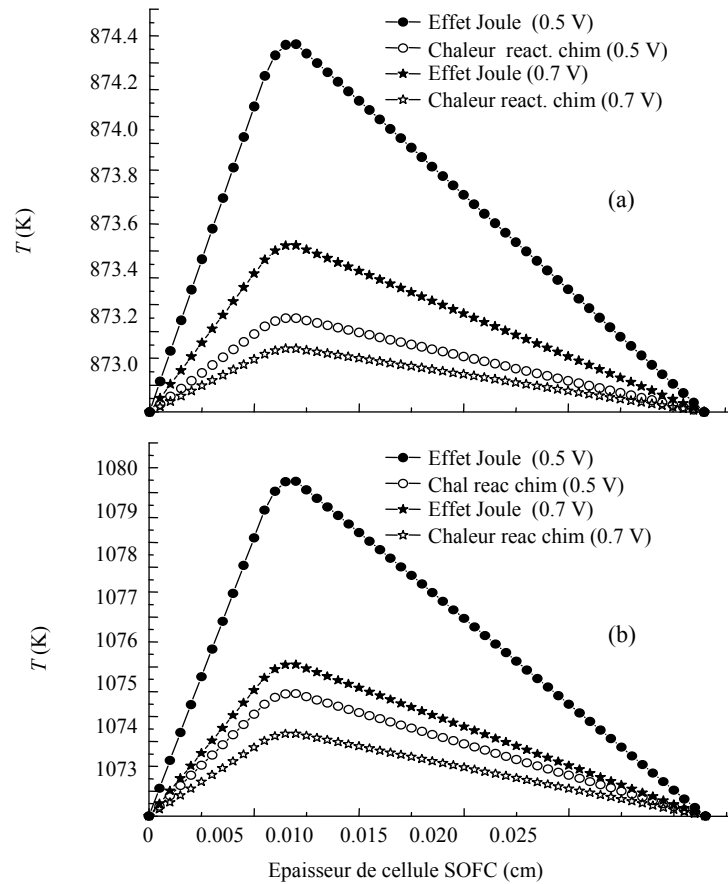 874.4
874.2
874.0
873.8
873.6
873.4
873.2
873.0
T (K)
Effet Joule (0.5 V)
Chaleur react. chim (0.5 V)
Effet Joule (0.7 V)
Chaleur react. chim (0.7 V)
(a)
1080
1079
1078
1077
1076
1075
1074
1073
T (K)
Effet Joule (0.5 V)
Chal reac chim (0.5 V)
Effet Joule (0.7 V)
Chaleur reac chim (0.7 V)
(b)
0 0.005 0.010 0.015 0.020 0.025
Epaisseur de cellule SOFC (cm)